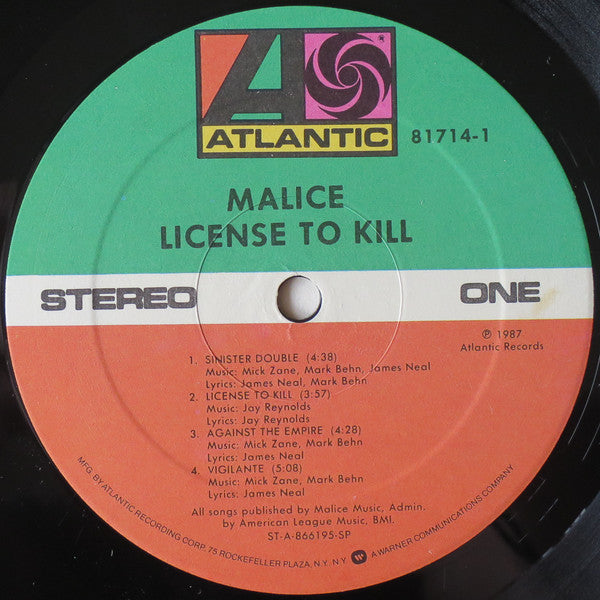 ATLANTIC
81714-1
MALICE
LICENSE TO KILL
STEREO
ONE
℗ 1987
Atlantic Records
1. SINISTER DOUBLE (4:38)
Music: Mick Zane, Mark Behn, James Neal
Lyrics: James Neal, Mark Behn
2. LICENSE TO KILL (3:57)
Music: Jay Reynolds
Lyrics: Jay Reynolds
3. AGAINST THE EMPIRE (4:28)
Music: Mick Zane, Mark Behn
Lyrics: James Neal
4. VIGILANTE (5:08)
Music: Mick Zane, Mark Behn
Lyrics: James Neal
All songs published by Malice Music, Admin.
by American League Music, BMI.
ST-A-866195-SP
MFG. BY ATLANTIC RECORDING CORP. 75 ROCKEFELLER PLAZA, N.Y. N.Y. A WARNER COMMUNICATIONS COMPANY